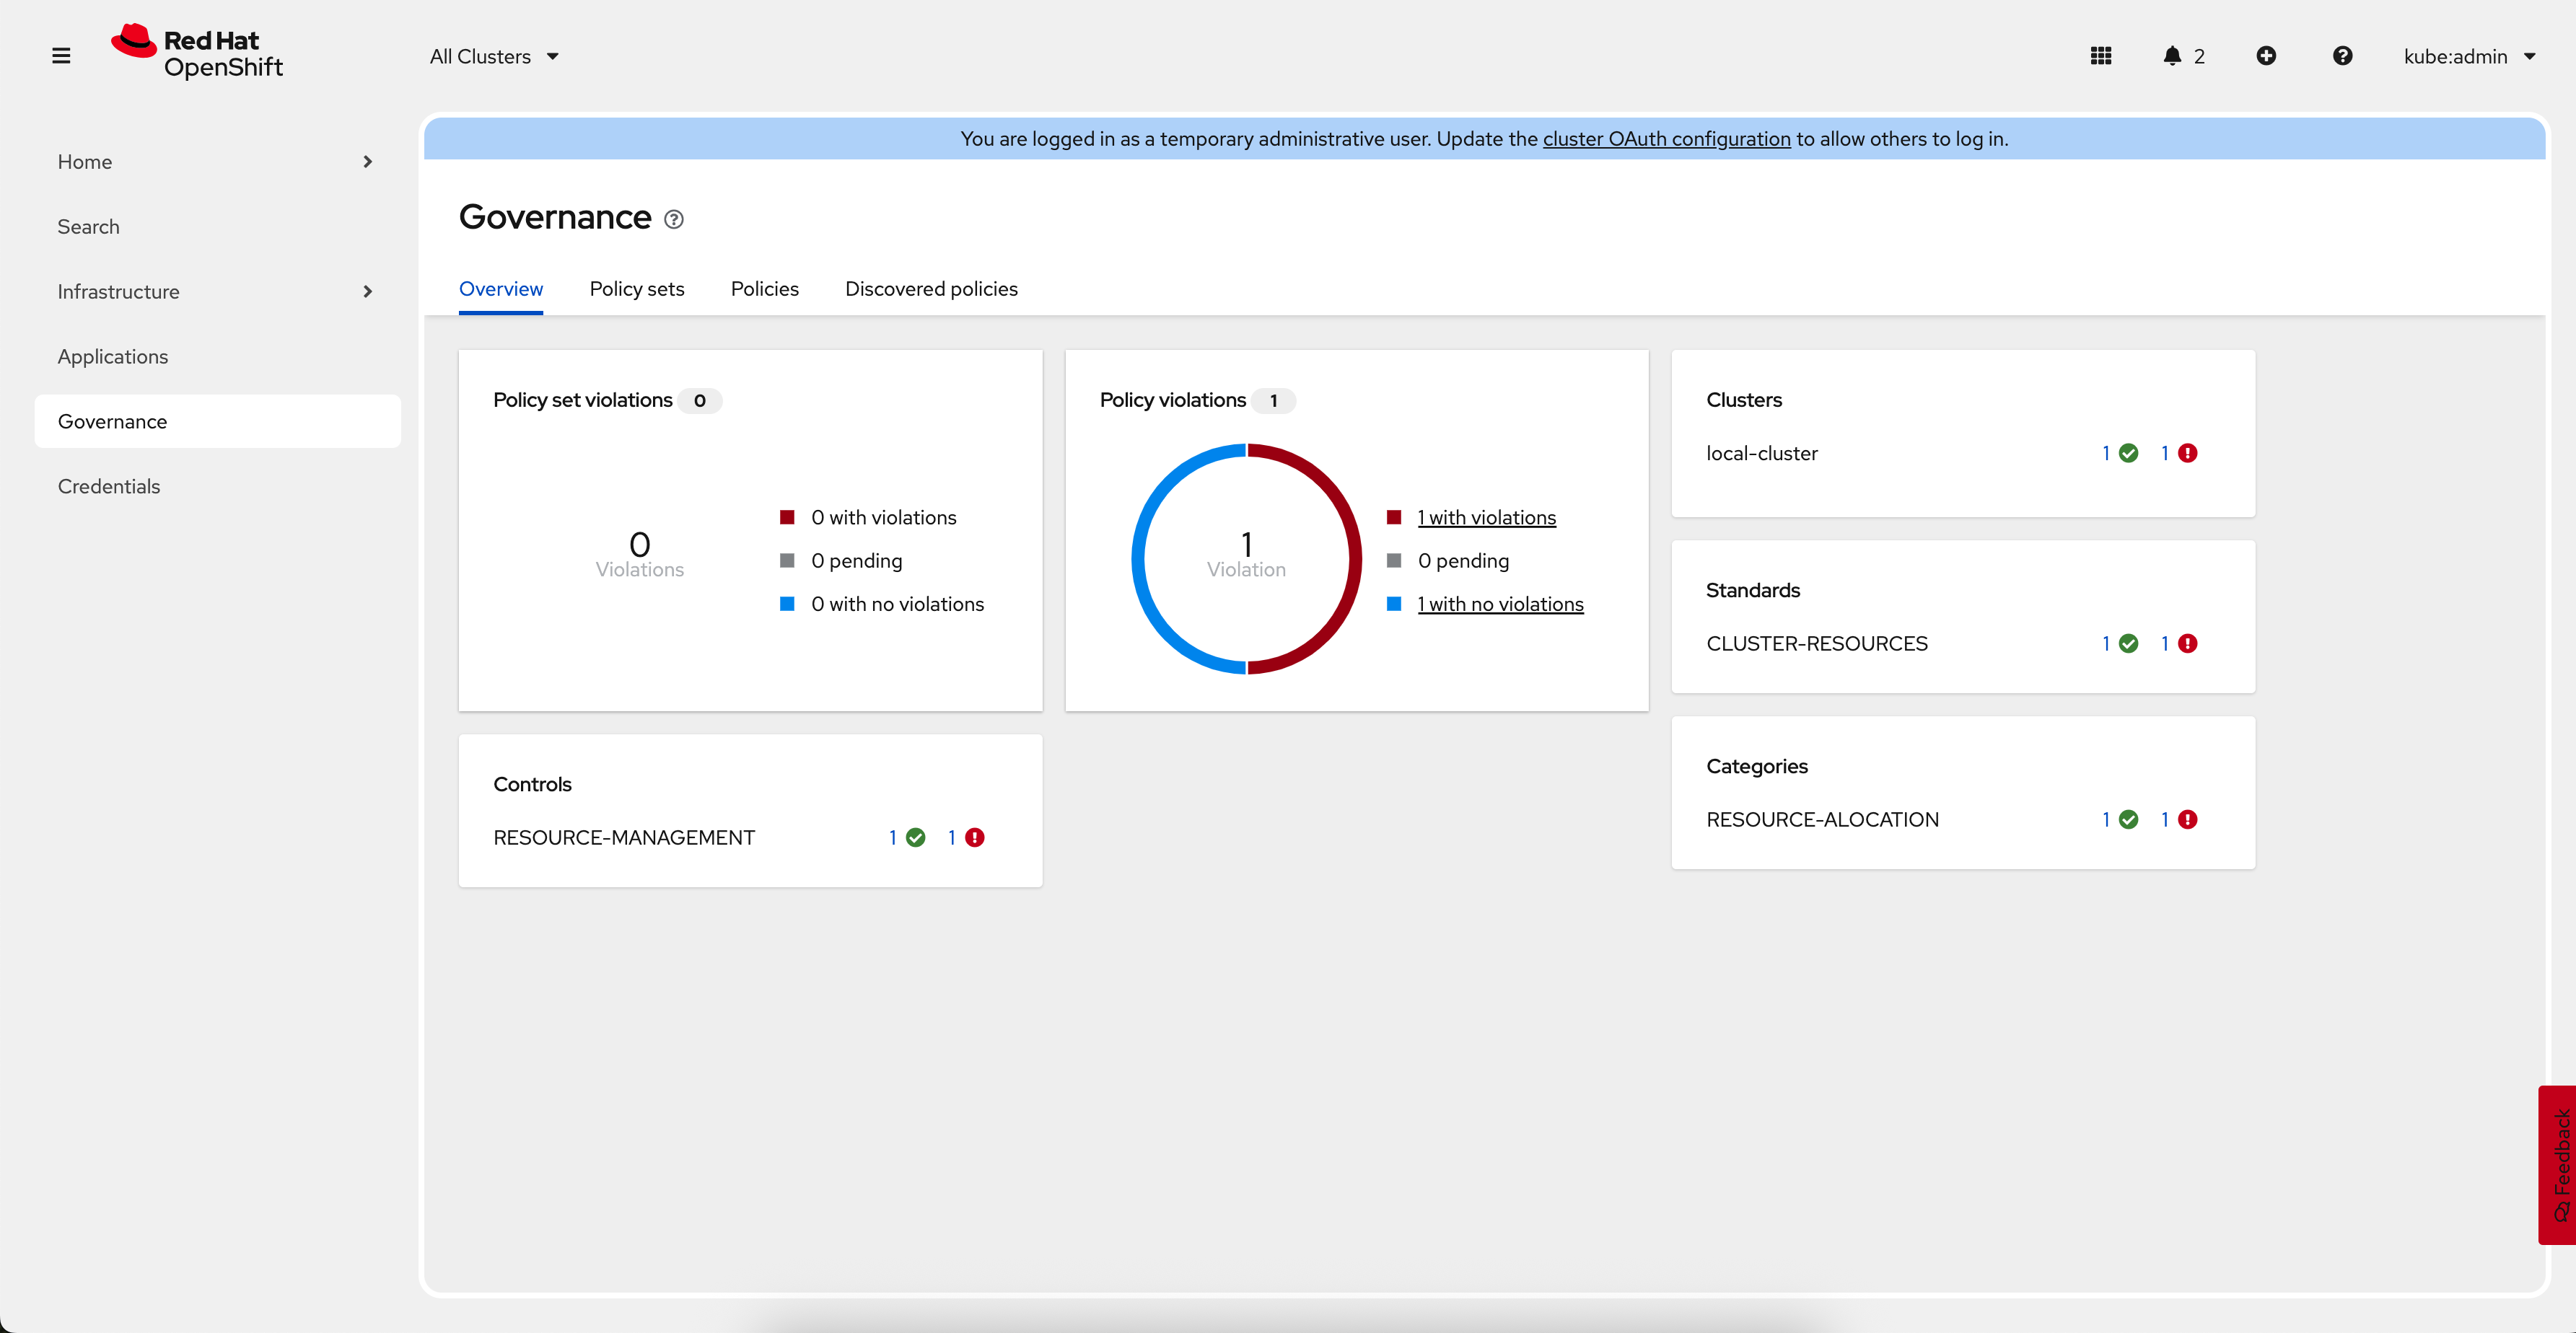 Red Hat
OpenShift
All Clusters
2
kube:admin
Home
Search
Infrastructure
Applications
Governance
Credentials
You are logged in as a temporary administrative user. Update the cluster OAuth configuration to allow others to log in.
Governance
Overview
Policy sets
Policies
Discovered policies
Policy set violations 0
0
Violations
0 with violations
0 pending
0 with no violations
Policy violations 1
1
Violation
1 with violations
0 pending
1 with no violations
Clusters
local-cluster 1 1
Standards
CLUSTER-RESOURCES 1 1
Categories
RESOURCE-ALOCATION 1 1
Controls
RESOURCE-MANAGEMENT 1 1
Feedback